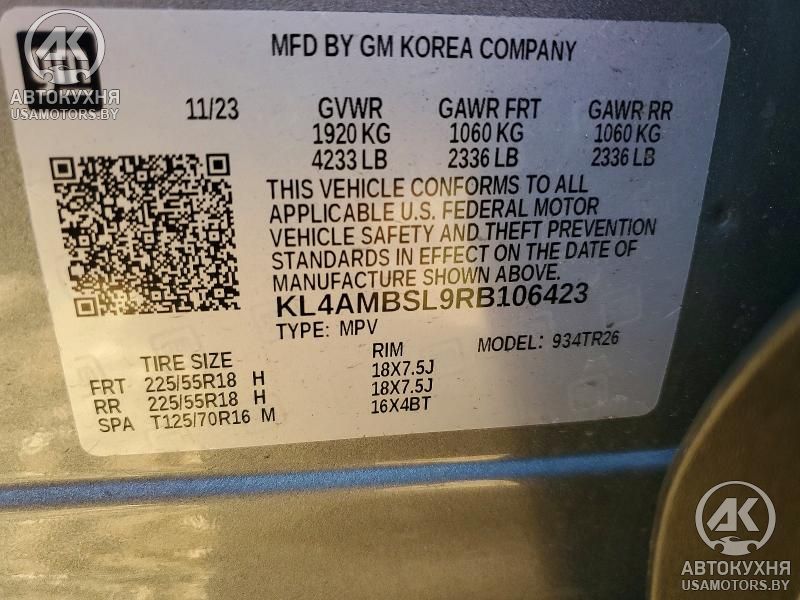 AK
АВТОКУХНЯ
USAMOTORS.BY
MFD BY GM KOREA COMPANY
11/23 GVWR GAWR FRT GAWR RR
1920 KG 1060 KG 1060 KG
4233 LB 2336 LB 2336 LB
THIS VEHICLE CONFORMS TO ALL
APPLICABLE U.S. FEDERAL MOTOR
VEHICLE SAFETY AND THEFT PREVENTION
STANDARDS IN EFFECT ON THE DATE OF
MANUFACTURE SHOWN ABOVE.
KL4AMBSL9RB106423
TYPE: MPV MODEL: 934TR26
TIRE SIZE RIM
FRT 225/55R18 H 18X7.5J
RR 225/55R18 H 18X7.5J
SPA T125/70R16 M 16X4BT
AK
АВТОКУХНЯ
USAMOTORS.BY